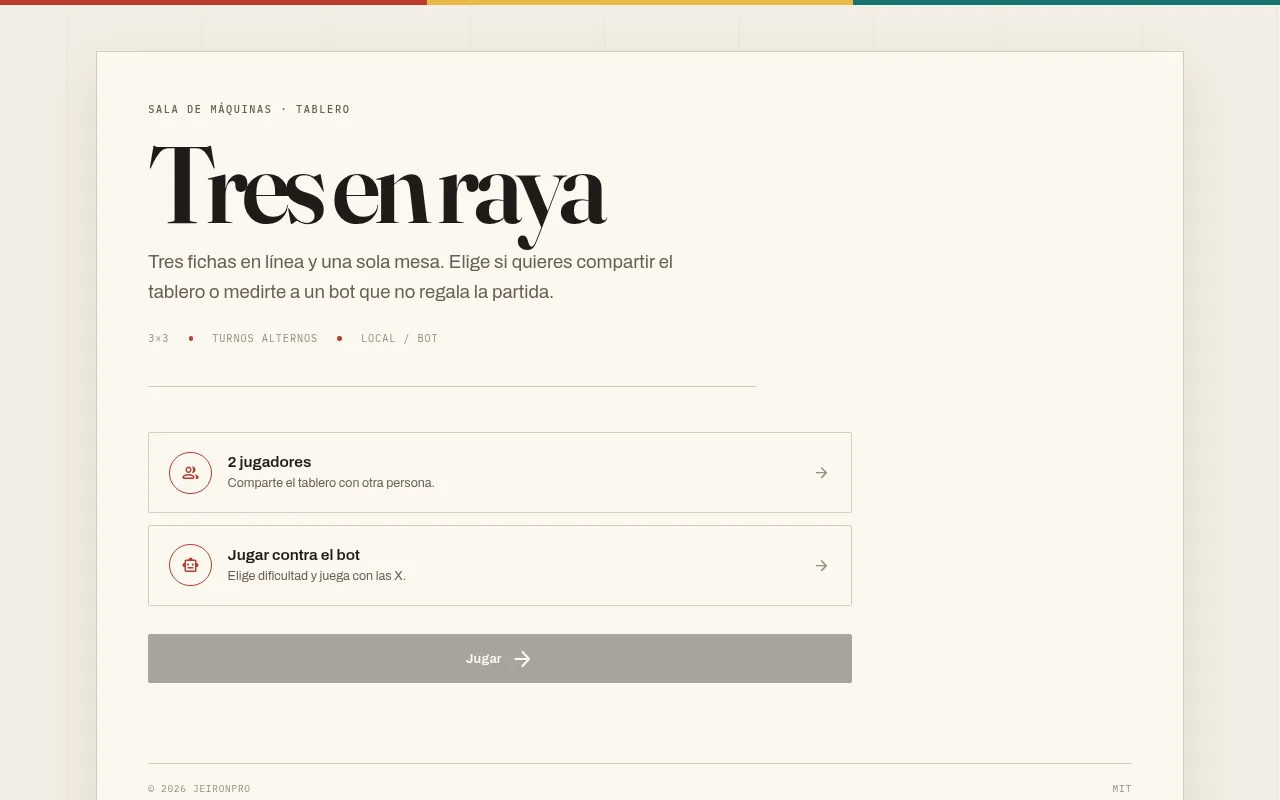 SALA DE MÁQUINAS · TABLERO
Tres en raya
Tres fichas en línea y una sola mesa. Elige si quieres compartir el
tablero o medirte a un bot que no regala la partida.
3×3 • TURNOS ALTERNOS • LOCAL / BOT
2 jugadores
Comparte el tablero con otra persona.
Jugar contra el bot
Elige dificultad y juega con las X.
Jugar
© 2026 JEIRONPRO MIT